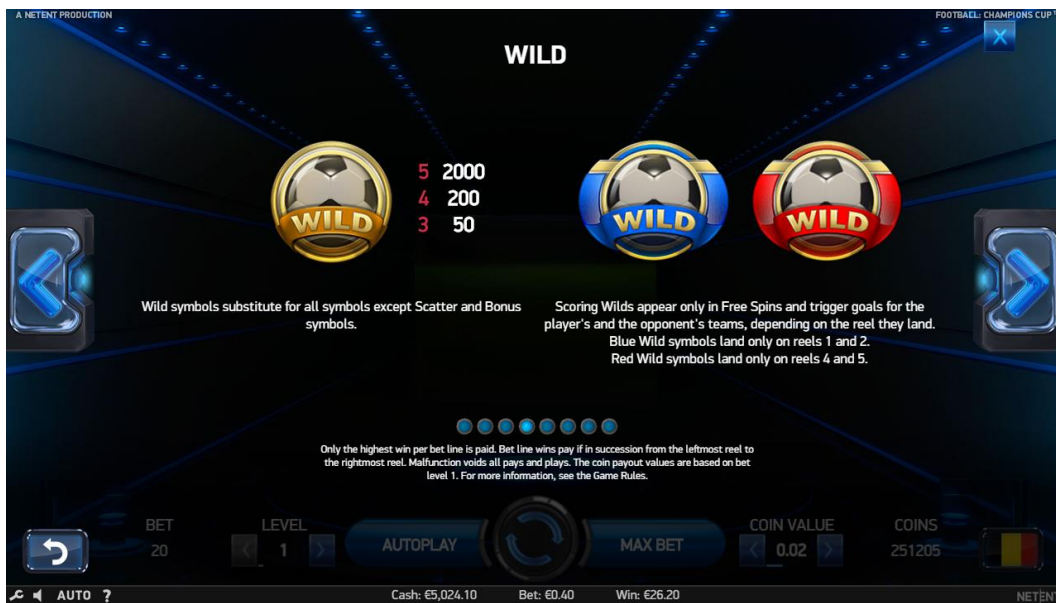 A NETENT PRODUCTION
FOOTBALL: CHAMPIONS CUP™
WILD
WILD
5 2000
4 200
3 50
WILD
WILD
Wild symbols substitute for all symbols except Scatter and Bonus
symbols.
Scoring Wilds appear only in Free Spins and trigger goals for the
player's and the opponent's teams, depending on the reel they land.
Blue Wild symbols land only on reels 1 and 2.
Red Wild symbols land only on reels 4 and 5.
Only the highest win per bet line is paid. Bet line wins pay if in succession from the leftmost reel to
the rightmost reel. Malfunction voids all pays and plays. The coin payout values are based on bet
level 1. For more information, see the Game Rules.
BET
LEVEL
COIN VALUE
COINS
20
1
AUTOPLAY
MAX BET
0.02
251205
AUTO ?
Cash: €5,024.10
Bet: €0.40
Win: €26.20
NETENT